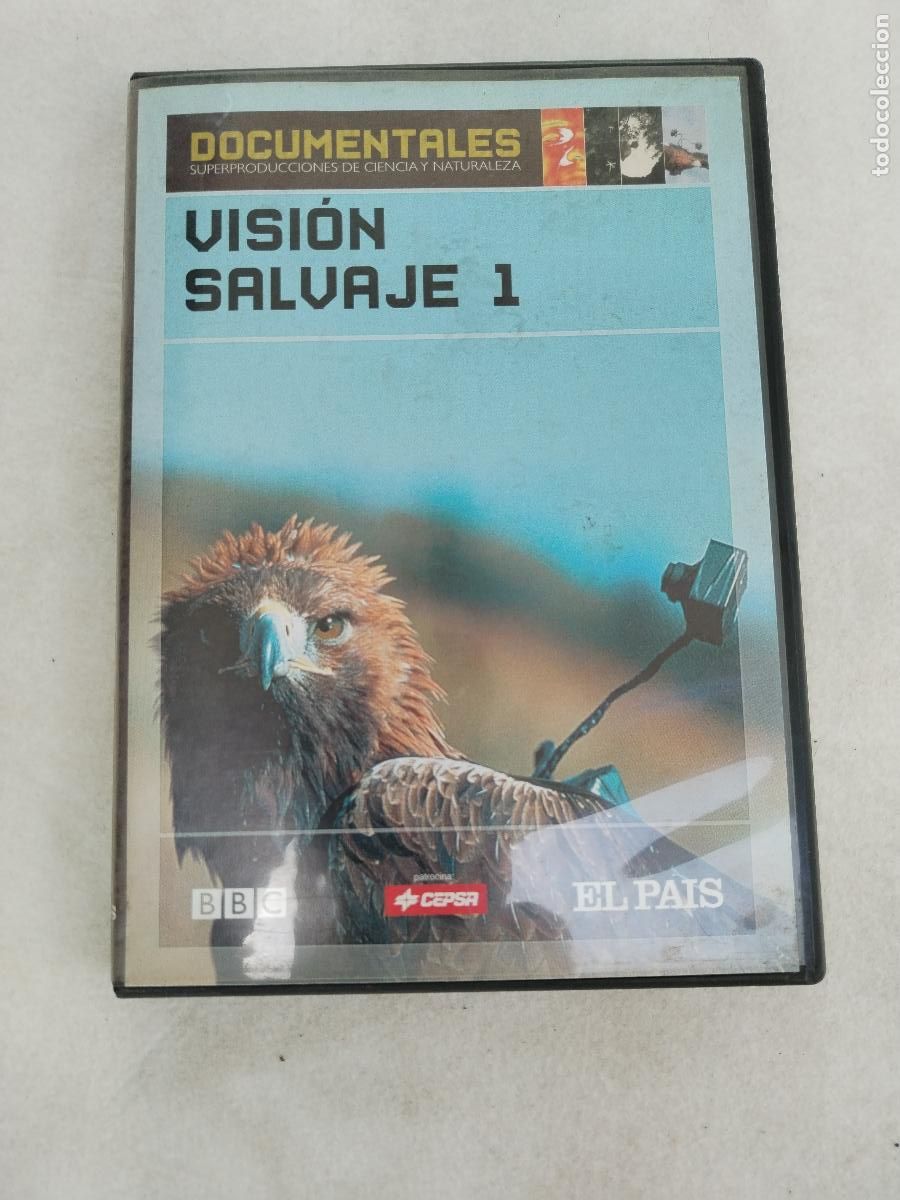 DOCUMENTALES
SUPERPRODUCCIONES DE CIENCIA Y NATURALEZA
VISIÓN
SALVAJE 1
BBC
patrocina:
CEPSA
EL PAIS
todocoleccion